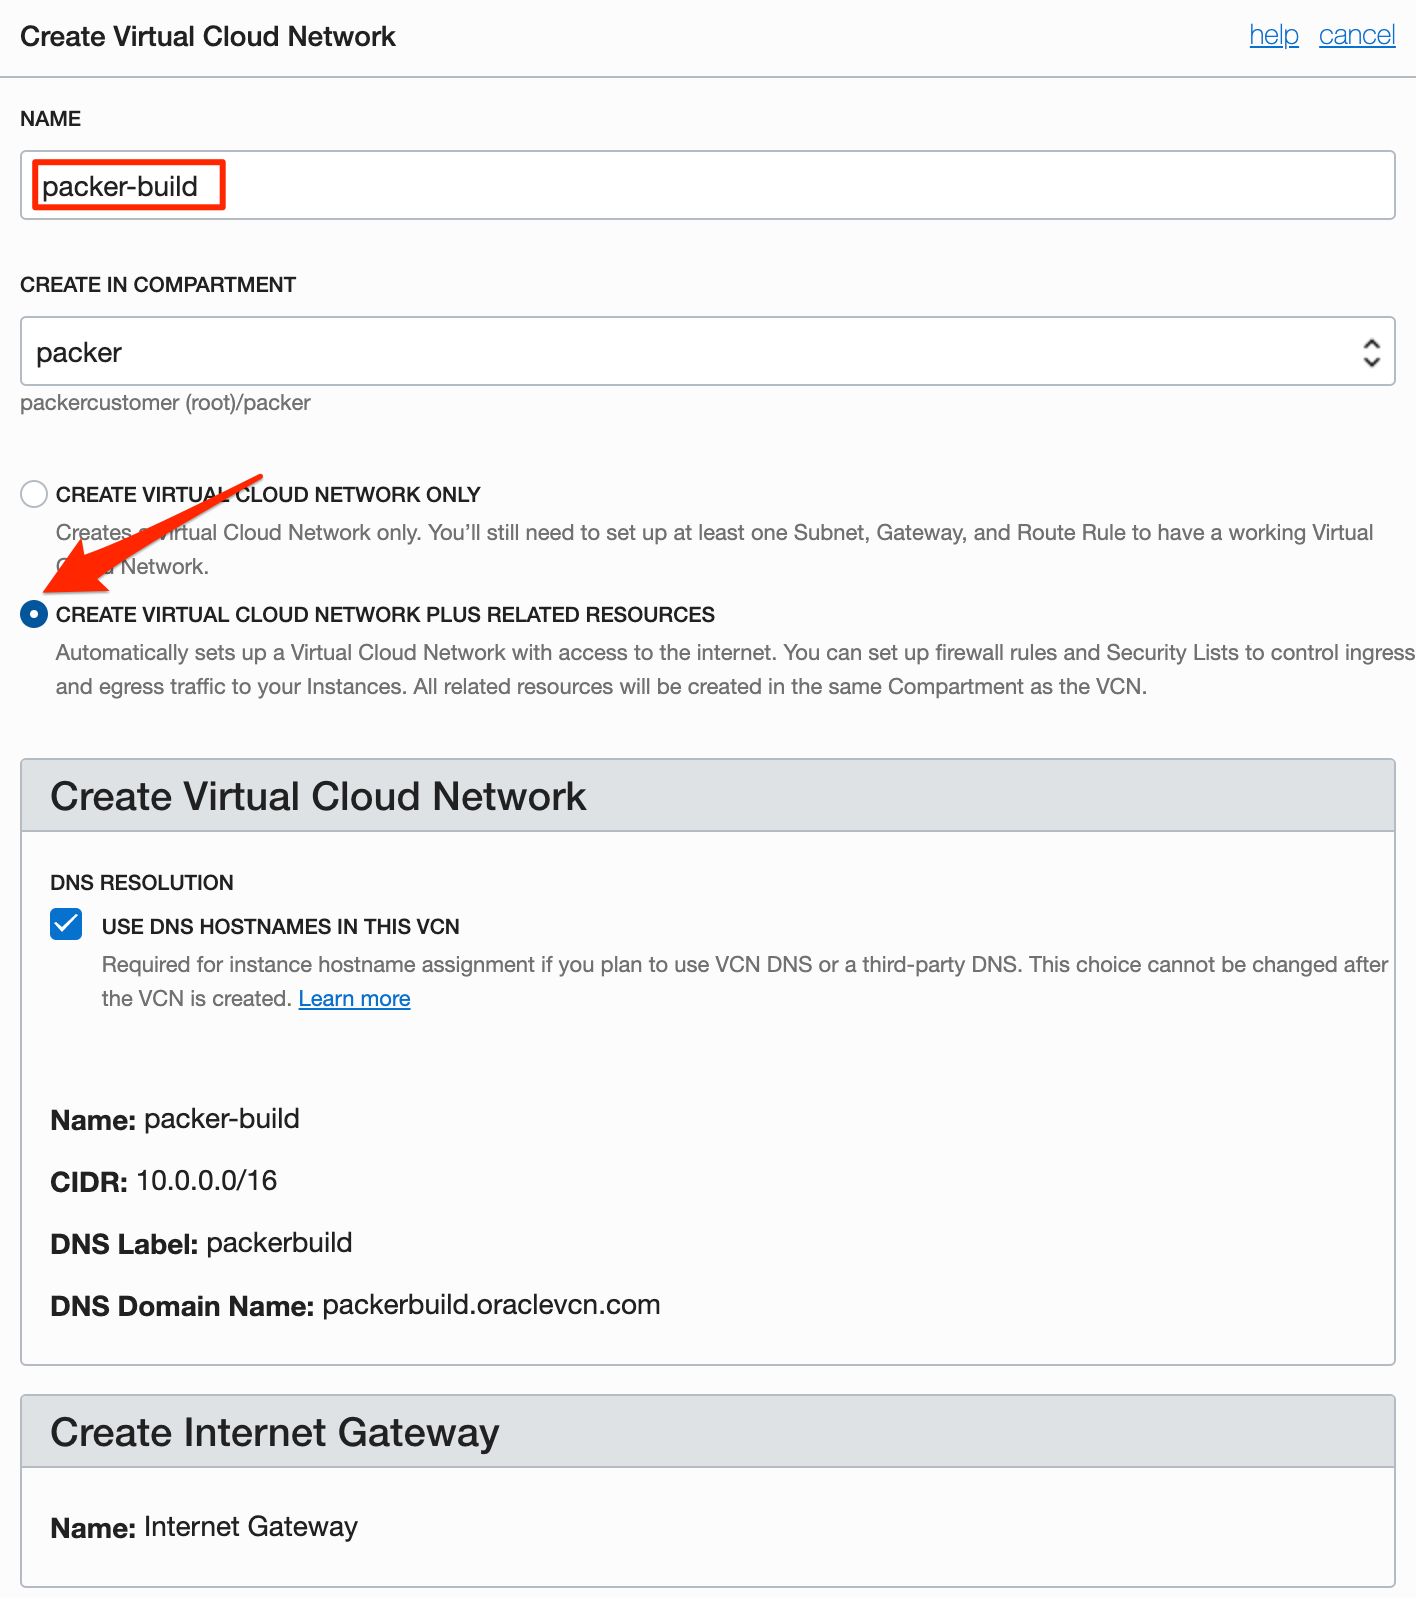 Create Virtual Cloud Network
help cancel
NAME
packer-build
CREATE IN COMPARTMENT
packer
packercustomer (root)/packer
CREATE VIRTUAL CLOUD NETWORK ONLY
Creates a Virtual Cloud Network only. You’ll still need to set up at least one Subnet, Gateway, and Route Rule to have a working Virtual
Cloud Network.
CREATE VIRTUAL CLOUD NETWORK PLUS RELATED RESOURCES
Automatically sets up a Virtual Cloud Network with access to the internet. You can set up firewall rules and Security Lists to control ingress
and egress traffic to your Instances. All related resources will be created in the same Compartment as the VCN.
Create Virtual Cloud Network
DNS RESOLUTION
USE DNS HOSTNAMES IN THIS VCN
Required for instance hostname assignment if you plan to use VCN DNS or a third-party DNS. This choice cannot be changed after
the VCN is created. Learn more
Name: packer-build
CIDR: 10.0.0.0/16
DNS Label: packerbuild
DNS Domain Name: packerbuild.oraclevcn.com
Create Internet Gateway
Name: Internet Gateway